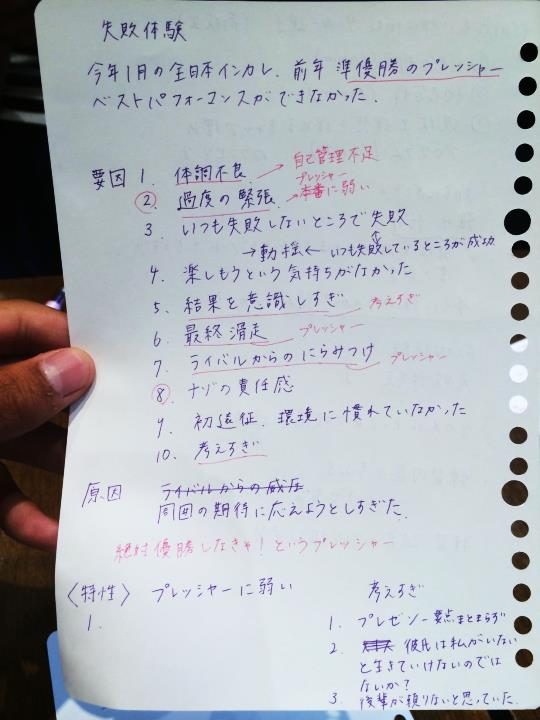 失敗体験
今年1月の全日本インカレ、前年 準優勝のプレッシャー
ベストパフォーマンスができなかった.
要因 1. 体調不良 → 自己管理不足
プレッシャー
② 過度の緊張. → 本番に弱い
3. いつも失敗しないところで失敗
→動揺← いつも失敗しているところが成功
4. 楽しもうという気持ちがなかった
5. 結果を意識しすぎ 考えすぎ
6. 最終滑走 プレッシャー
7. ライバルからのにらみつけ プレッシャー
⑧ ナゾの責任感
9. 初遠征、環境に慣れていなかった
10. 考えすぎ
原因 ライバルからの威圧
周囲の期待に応えようとしすぎた.
絶対優勝しなきゃ!というプレッシャー
〈特性〉 プレッシャーに弱い 考えすぎ
1. 1. プレゼン→要点まとまらず
2. 彼氏は私がいない
と生きていけないのでは
ないか?
3. 後輩が頼りないと思っていた.